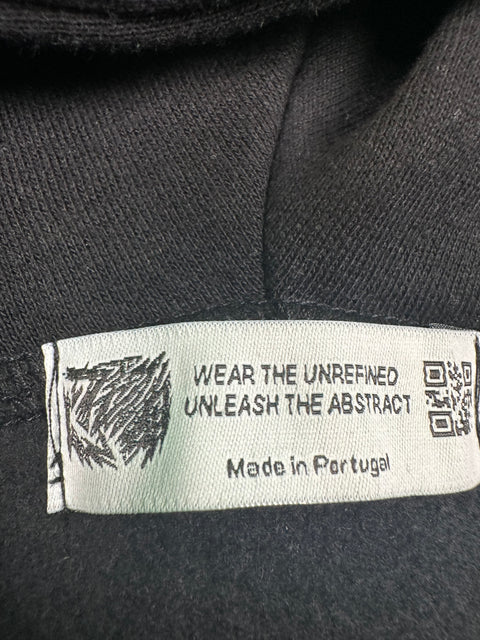 WEAR THE UNREFINED
UNLEASH THE ABSTRACT
Made in Portugal